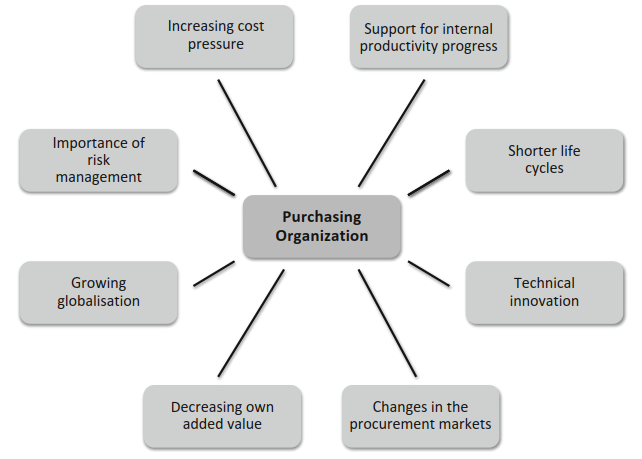 Increasing cost
pressure
Support for internal
productivity progress
Importance of
risk
management
Shorter life
cycles
Purchasing
Organization
Growing
globalisation
Technical
innovation
Decreasing own
added value
Changes in the
procurement markets